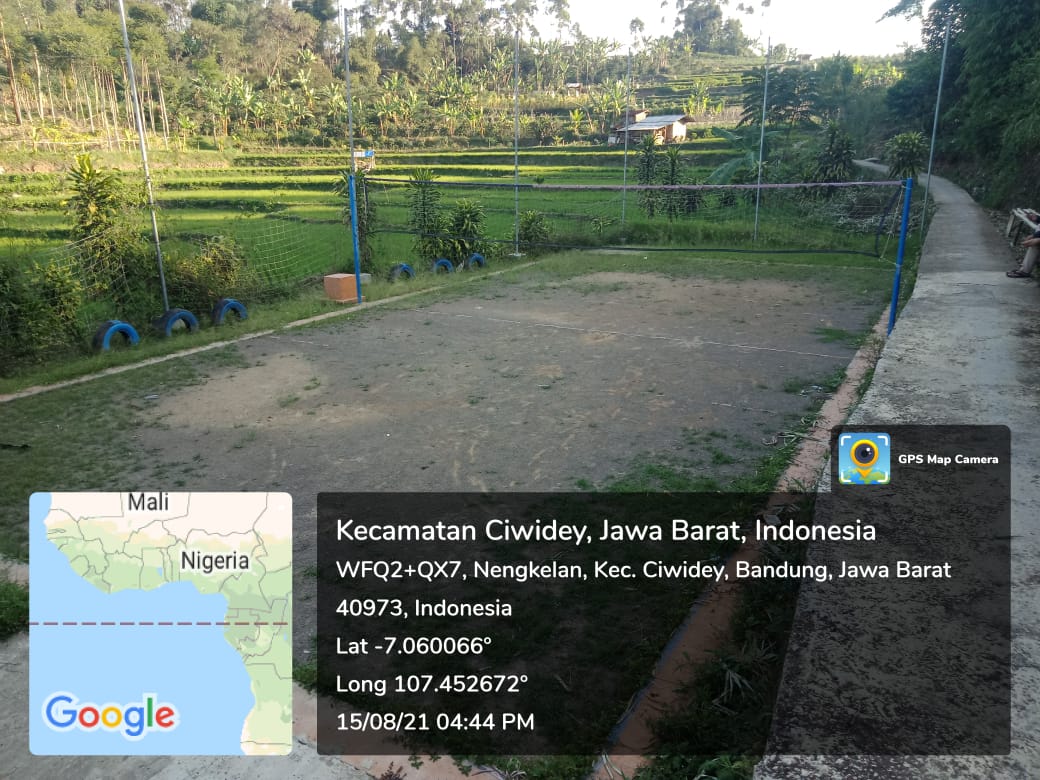 GPS Map Camera
Mali
Nigeria
Google
Kecamatan Ciwidey, Jawa Barat, Indonesia
WFQ2+QX7, Nengkelan, Kec. Ciwidey, Bandung, Jawa Barat
40973, Indonesia
Lat -7.060066°
Long 107.452672°
15/08/21 04:44 PM